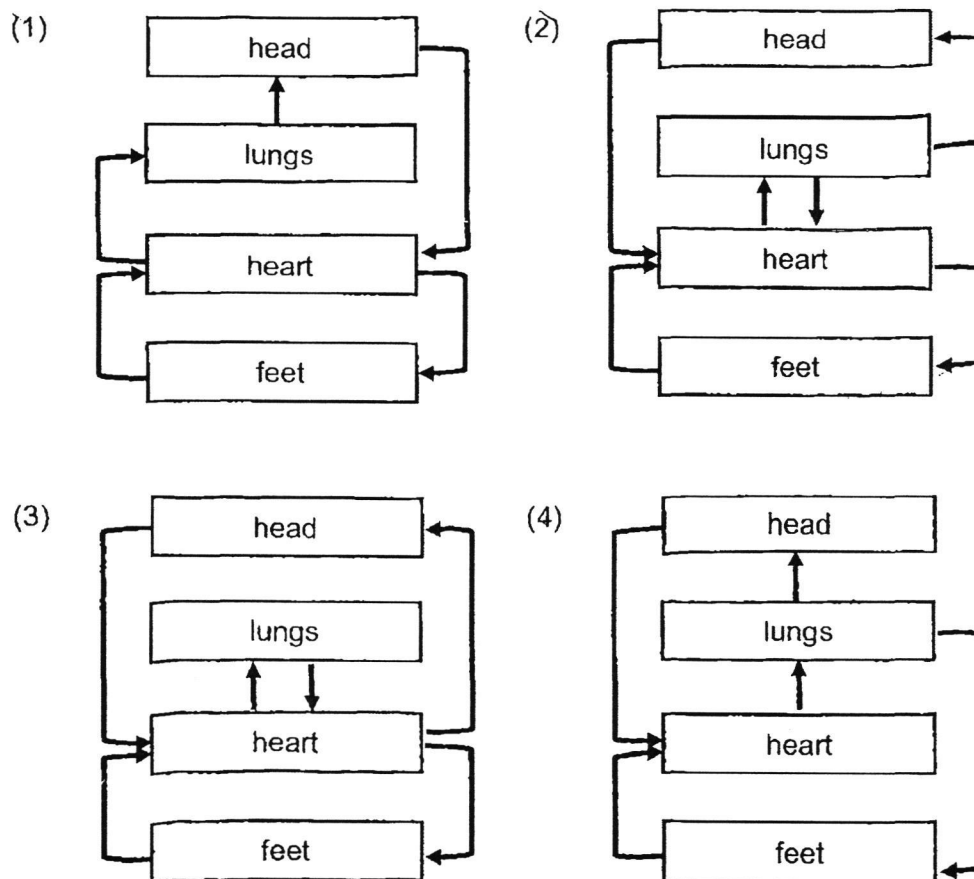 (1)
head
lungs
heart
feet
(2)
head
lungs
heart
feet
(3)
head
lungs
heart
feet
(4)
head
lungs
heart
feet